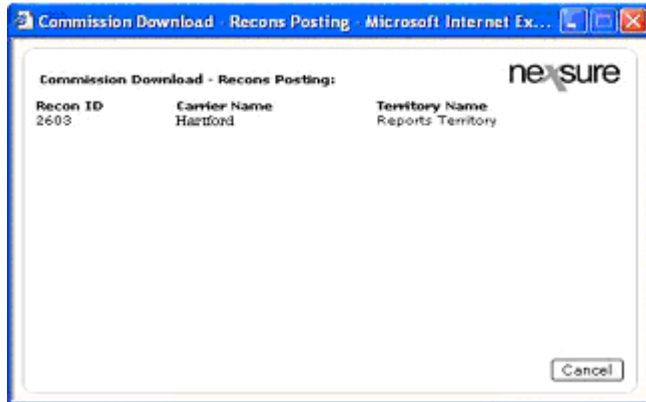 Commission Download - Recons Posting - Microsoft Internet Ex...
nexsure
Commission Download - Recons Posting:
Recon ID Carrier Name Territory Name
2603 Hartford Reports Territory
Cancel